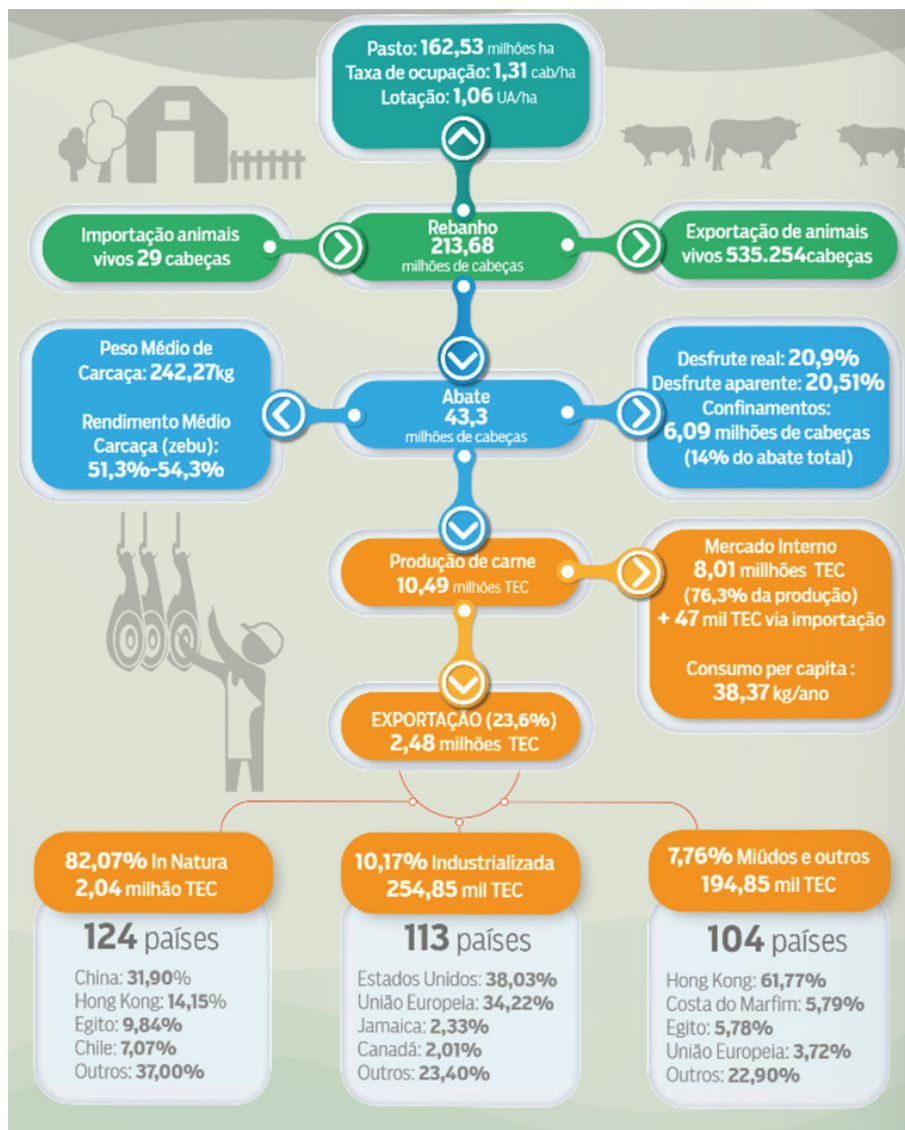 Pasto: 162,53 milhões ha
Taxa de ocupação: 1,31 cab/ha
Lotação: 1,06 UA/ha
Importação animais
vivos 29 cabeças
Rebanho
213,68
milhões de cabeças
Exportação de animais
vivos 535.254cabeças
Peso Médio de
Carcaça: 242,27kg
Rendimento Médio
Carcaça (zebu):
51,3%-54,3%
Abate
43,3
milhões de cabeças
Desfrute real: 20,9%
Desfrute aparente: 20,51%
Confinamentos:
6,09 milhões de cabeças
(14% do abate total)
Produção de carne
10,49 milhões TEC
Mercado Interno
8,01 millhões TEC
(76,3% da produção)
+ 47 mil TEC via importação
Consumo per capita :
38,37 kg/ano
EXPORTAÇÃO (23,6%)
2,48 milhões TEC
82,07% In Natura
2,04 milhão TEC
124 países
China: 31,90%
Hong Kong: 14,15%
Egito: 9,84%
Chile: 7,07%
Outros: 37,00%
10,17% Industrializada
254,85 mil TEC
113 países
Estados Unidos: 38,03%
União Europeia: 34,22%
Jamaica: 2,33%
Canadá: 2,01%
Outros: 23,40%
7,76% Miúdos e outros
194,85 mil TEC
104 países
Hong Kong: 61,77%
Costa do Marfim: 5,79%
Egito: 5,78%
União Europeia: 3,72%
Outros: 22,90%